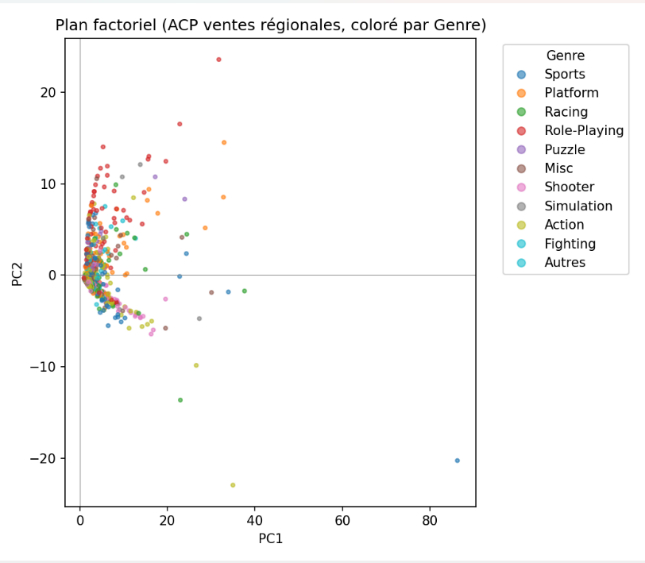 Plan factoriel (ACP ventes régionales, coloré par Genre)
Genre
Sports
Platform
Racing
Role-Playing
Puzzle
Misc
Shooter
Simulation
Action
Fighting
Autres
PC2
20
10
0
−10
−20
0 20 40 60 80
PC1